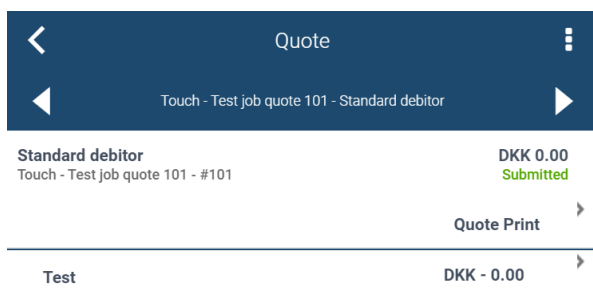 Quote
Touch - Test job quote 101 - Standard debitor
Standard debitor DKK 0.00
Touch - Test job quote 101 - #101 Submitted
Quote Print
Test DKK - 0.00